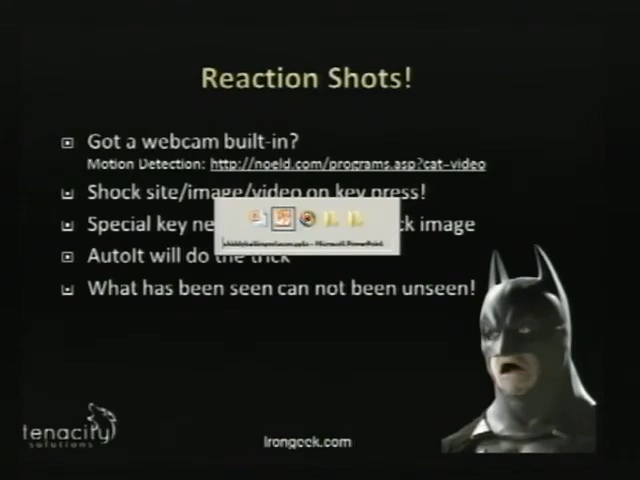 Reaction Shots!
Got a webcam built-in?
Motion Detection: http://noeld.com/programs.asp?cat=video
Shock site/image/video on key press!
Special key ne ck image
- Microsoft PowerPoint
AutoIt will do the trick
What has been seen can not been unseen!
tenacity
solutions
Irongeek.com